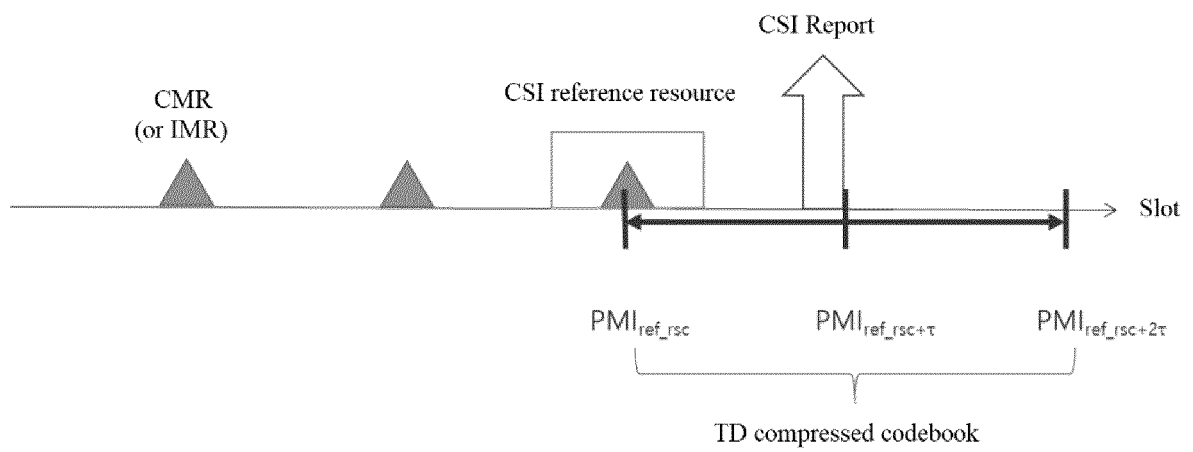 CSI Report
CSI reference resource
CMR
(or IMR)
Slot
PMIref_rsc
PMIref_rsc+τ
PMIref_rsc+2τ
TD compressed codebook